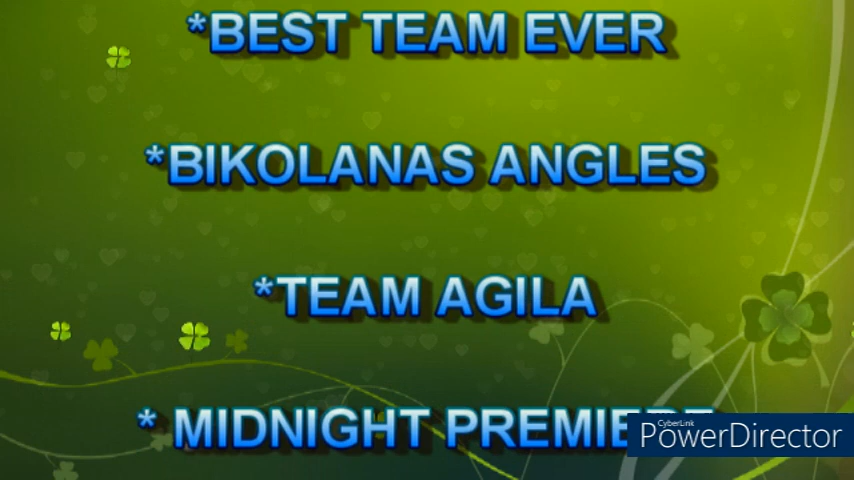 *BEST TEAM EVER
*BIKOLANAS ANGLES
*TEAM AGILA
* MIDNIGHT
CyberLink
PowerDirector